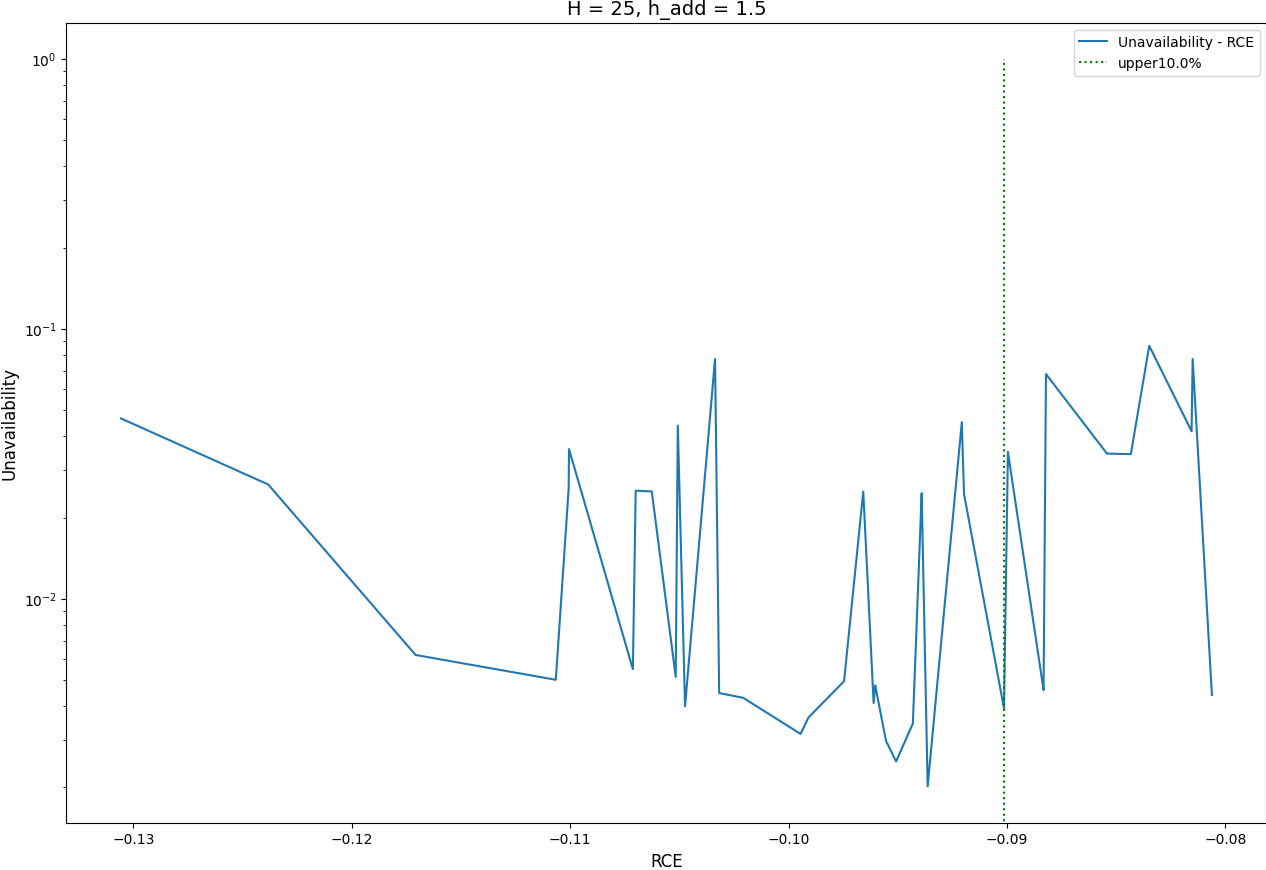 H = 25, h_add = 1.5
Unavailability - RCE
upper10.0%
10⁰
10⁻¹
10⁻²
Unavailability
−0.13 −0.12 −0.11 −0.10 −0.09 −0.08
RCE